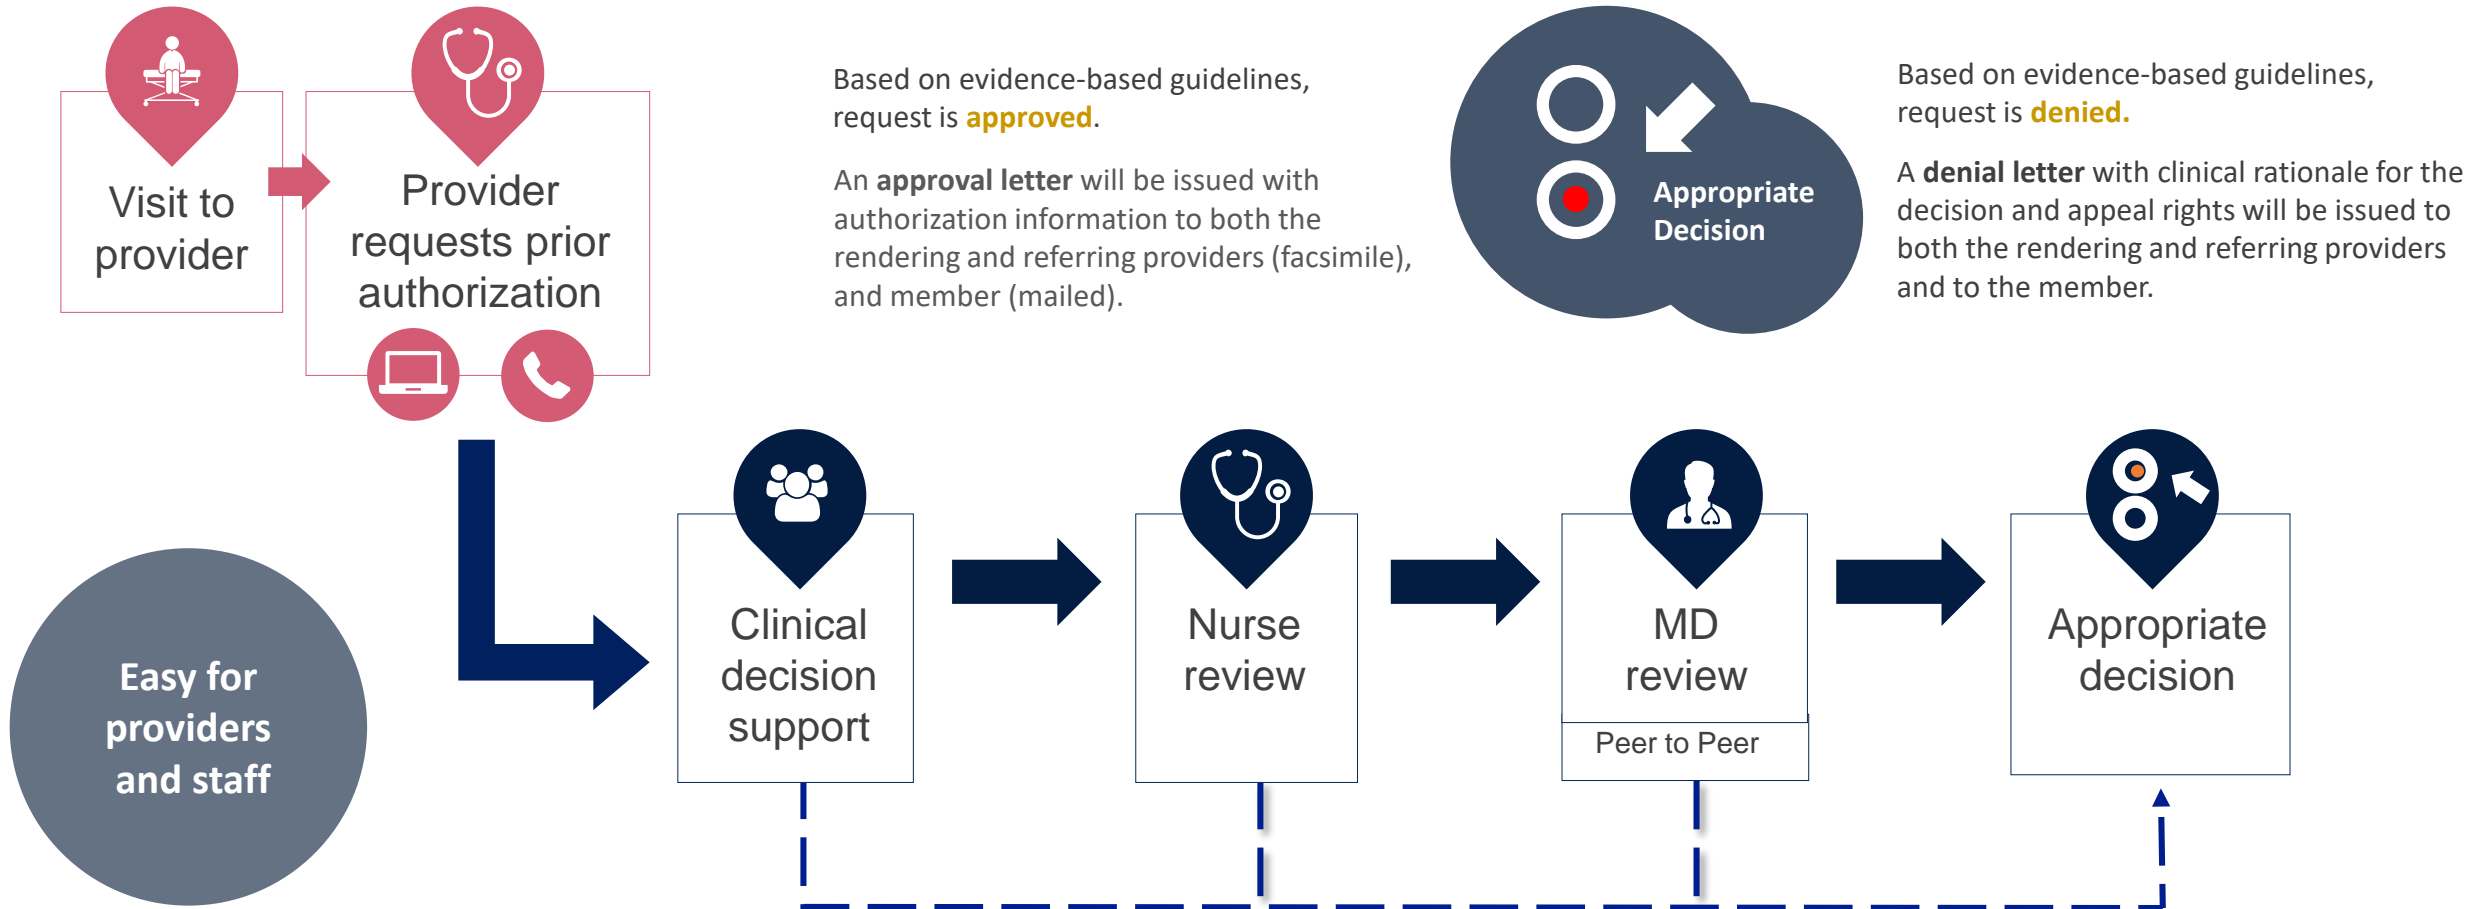 Visit to
provider
Provider
requests prior
authorization
Based on evidence-based guidelines,
request is approved.
An approval letter will be issued with
authorization information to both the
rendering and referring providers (facsimile),
and member (mailed).
Appropriate
Decision
Based on evidence-based guidelines,
request is denied.
A denial letter with clinical rationale for the
decision and appeal rights will be issued to
both the rendering and referring providers
and to the member.
Easy for
providers
and staff
Clinical
decision
support
Nurse
review
MD
review
Peer to Peer
Appropriate
decision